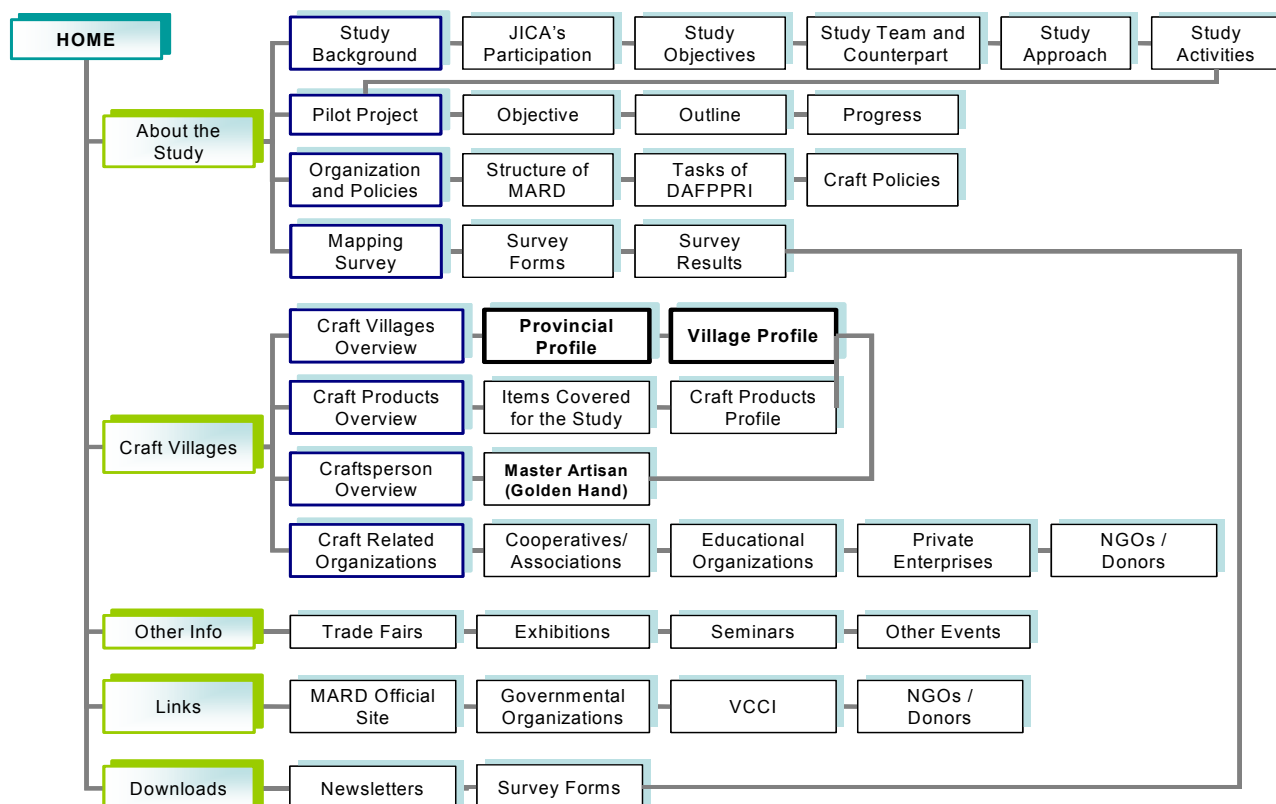 HOME
Study
Background
JICA's
Participation
Study
Objectives
Study Team and
Counterpart
Study
Approach
Study
Activities
About the
Study
Pilot Project
Objective
Outline
Progress
Organization
and Policies
Structure of
MARD
Tasks of
DAFPPRI
Craft Policies
Mapping
Survey
Survey
Forms
Survey
Results
Craft Villages
Craft Villages
Overview
Provincial
Profile
Village Profile
Craft Products
Overview
Items Covered
for the Study
Craft Products
Profile
Craftsperson
Overview
Master Artisan
(Golden Hand)
Craft Related
Organizations
Cooperatives/
Associations
Educational
Organizations
Private
Enterprises
NGOs /
Donors
Other Info
Trade Fairs
Exhibitions
Seminars
Other Events
Links
MARD Official
Site
Governmental
Organizations
VCCI
NGOs /
Donors
Downloads
Newsletters
Survey Forms